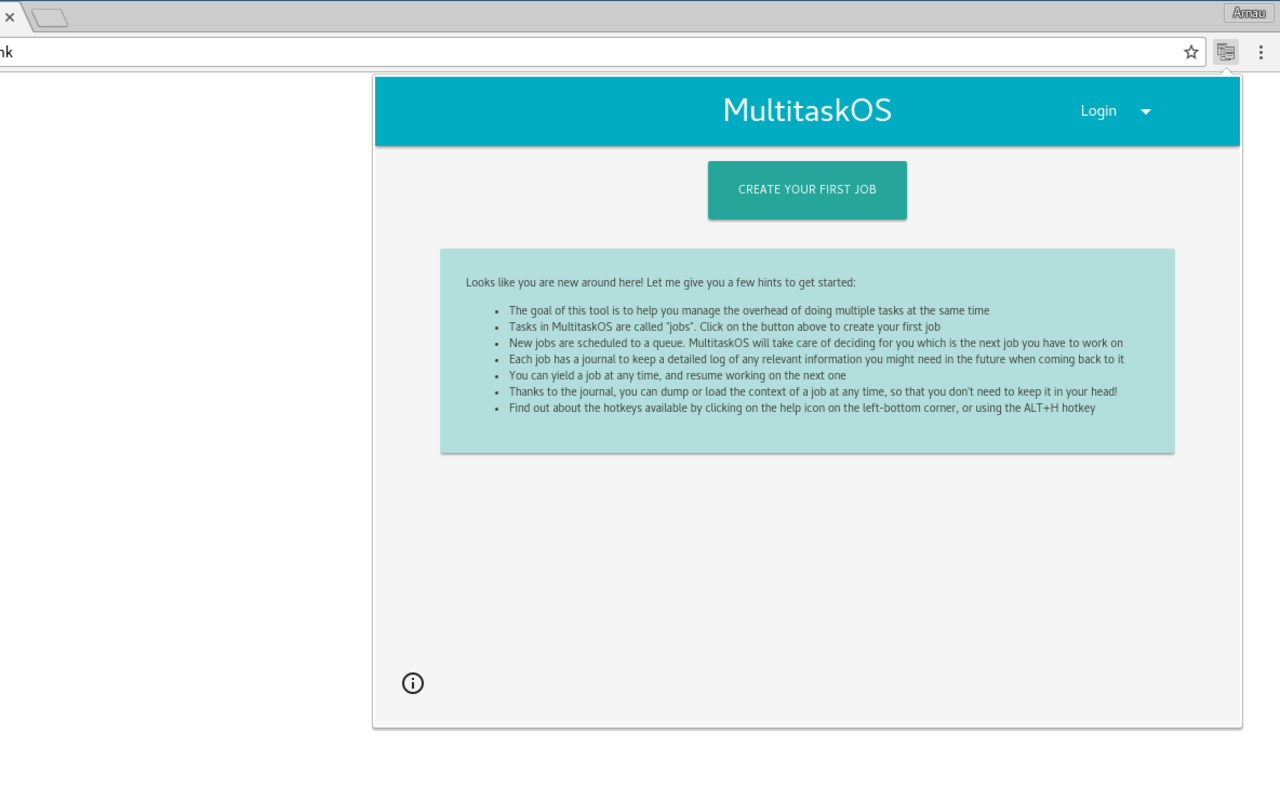 Arnau
nk
MultitaskOS
Login
CREATE YOUR FIRST JOB
Looks like you are new around here! Let me give you a few hints to get started:
• The goal of this tool is to help you manage the overhead of doing multiple tasks at the same time
• Tasks in MultitaskOS are called "jobs". Click on the button above to create your first job
• New jobs are scheduled to a queue. MultitaskOS will take care of deciding for you which is the next job you have to work on
• Each job has a journal to keep a detailed log of any relevant information you might need in the future when coming back to it
• You can yield a job at any time, and resume working on the next one
• Thanks to the journal, you can dump or load the context of a job at any time, so that you don't need to keep it in your head!
• Find out about the hotkeys available by clicking on the help icon on the left-bottom corner, or using the ALT+H hotkey